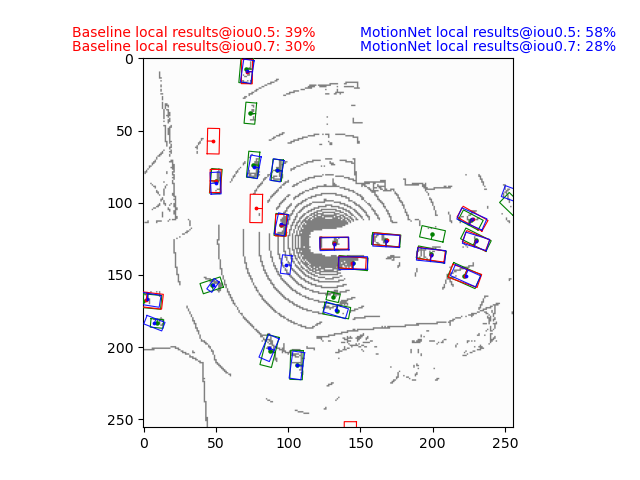 Baseline local results@iou0.5: 39% MotionNet local results@iou0.5: 58%
Baseline local results@iou0.7: 30% MotionNet local results@iou0.7: 28%
0
50
100
150
200
250
0 50 100 150 200 250